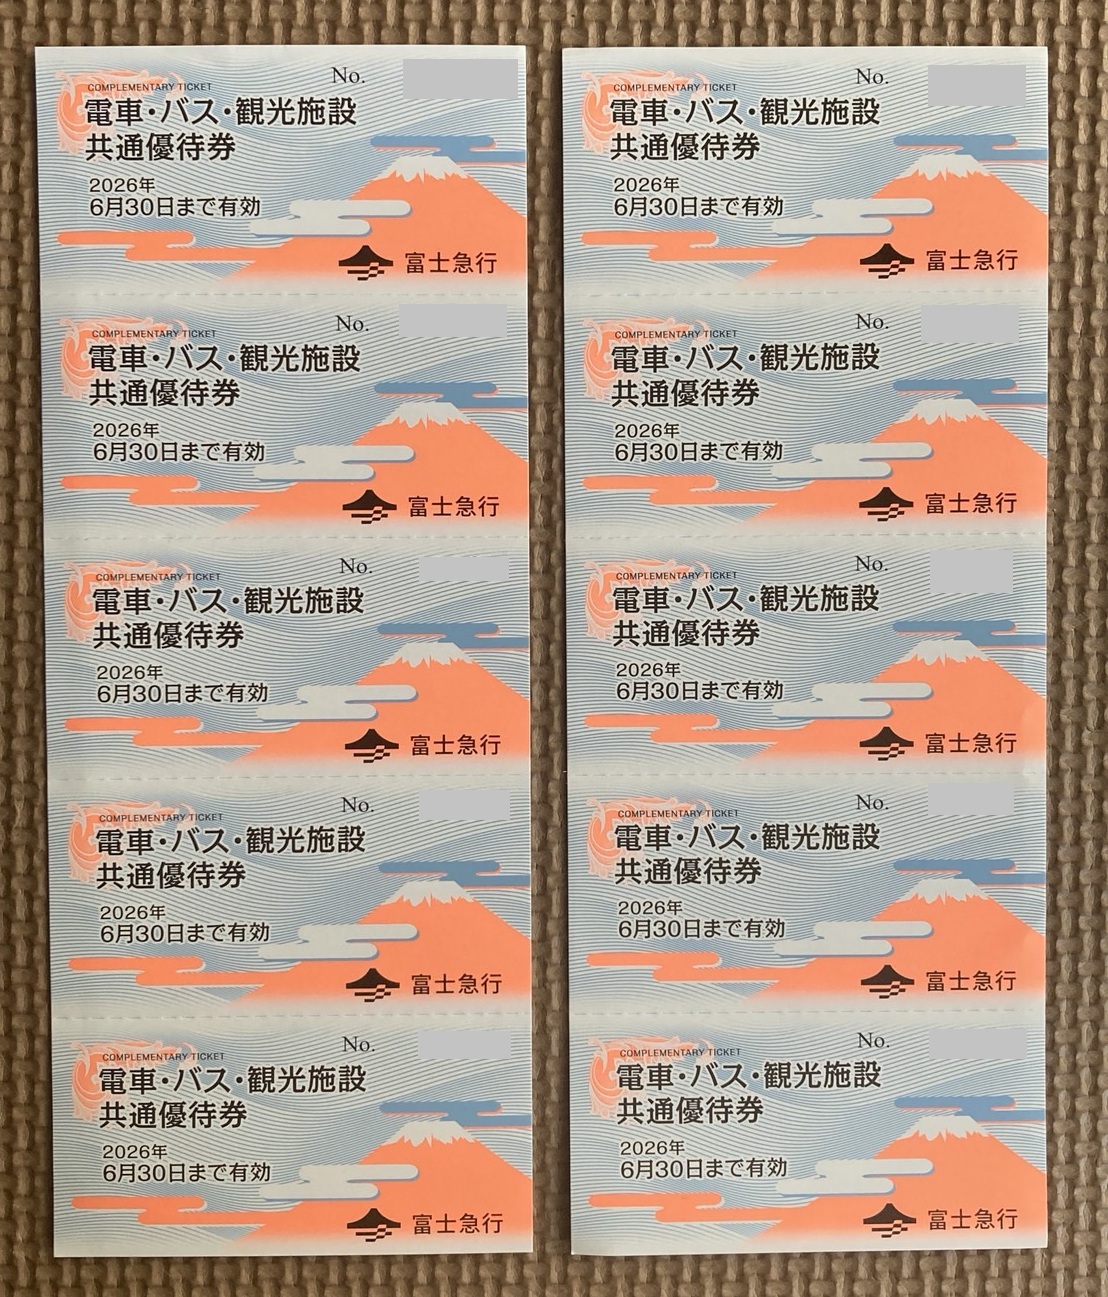 No.
COMPLEMENTARY TICKET
電車・バス・観光施設
共通優待券
2026年
6月30日まで有効
富士急行
No.
COMPLEMENTARY TICKET
電車・バス・観光施設
共通優待券
2026年
6月30日まで有効
富士急行
No.
COMPLEMENTARY TICKET
電車・バス・観光施設
共通優待券
2026年
6月30日まで有効
富士急行
No.
COMPLEMENTARY TICKET
電車・バス・観光施設
共通優待券
2026年
6月30日まで有効
富士急行
No.
COMPLEMENTARY TICKET
電車・バス・観光施設
共通優待券
2026年
6月30日まで有効
富士急行
No.
COMPLEMENTARY TICKET
電車・バス・観光施設
共通優待券
2026年
6月30日まで有効
富士急行
No.
COMPLEMENTARY TICKET
電車・バス・観光施設
共通優待券
2026年
6月30日まで有効
富士急行
No.
COMPLEMENTARY TICKET
電車・バス・観光施設
共通優待券
2026年
6月30日まで有効
富士急行
No.
COMPLEMENTARY TICKET
電車・バス・観光施設
共通優待券
2026年
6月30日まで有効
富士急行
No.
COMPLEMENTARY TICKET
電車・バス・観光施設
共通優待券
2026年
6月30日まで有効
富士急行